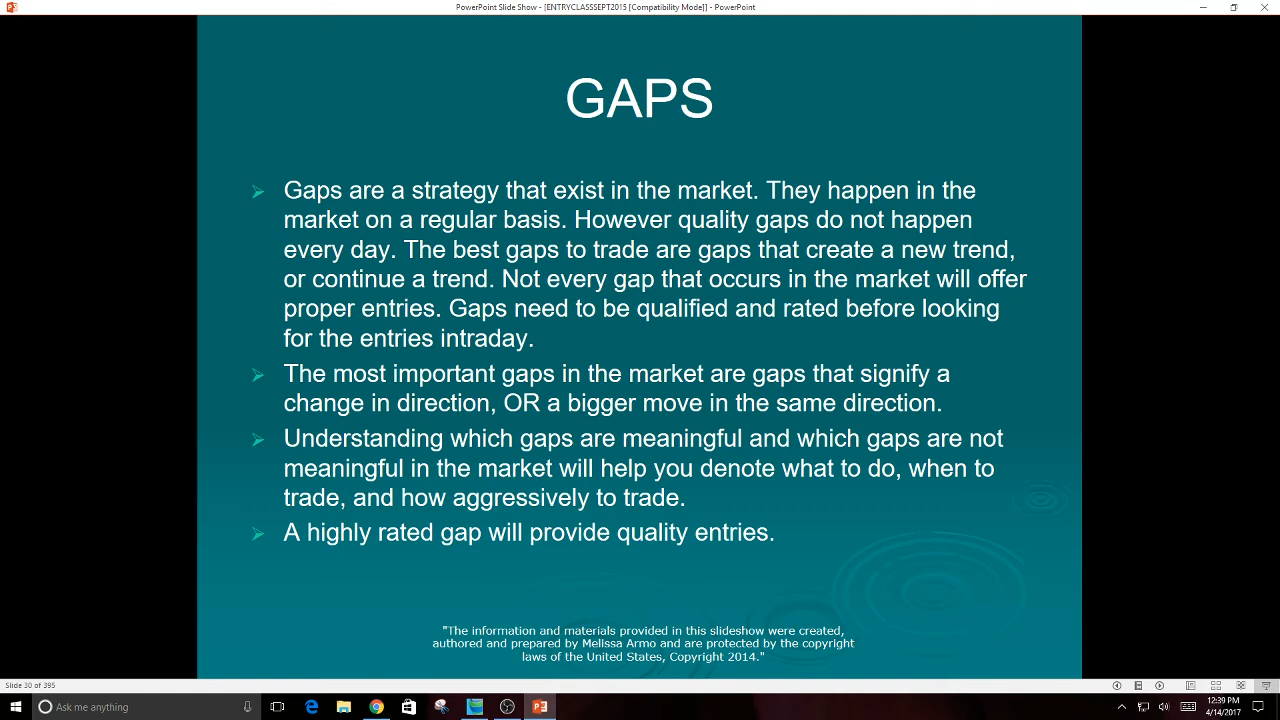 PowerPoint Slide Show - [ENTRYCLASSSEPT2015 [Compatibility Mode]] - PowerPoint
GAPS
Gaps are a strategy that exist in the market. They happen in the
market on a regular basis. However quality gaps do not happen
every day. The best gaps to trade are gaps that create a new trend,
or continue a trend. Not every gap that occurs in the market will offer
proper entries. Gaps need to be qualified and rated before looking
for the entries intraday.
The most important gaps in the market are gaps that signify a
change in direction, OR a bigger move in the same direction.
Understanding which gaps are meaningful and which gaps are not
meaningful in the market will help you denote what to do, when to
trade, and how aggressively to trade.
A highly rated gap will provide quality entries.
"The information and materials provided in this slideshow were created,
authored and prepared by Melissa Armo and are protected by the copyright
laws of the United States, Copyright 2014."
Slide 30 of 395
Ask me anything
12:39 PM
4/14/2017